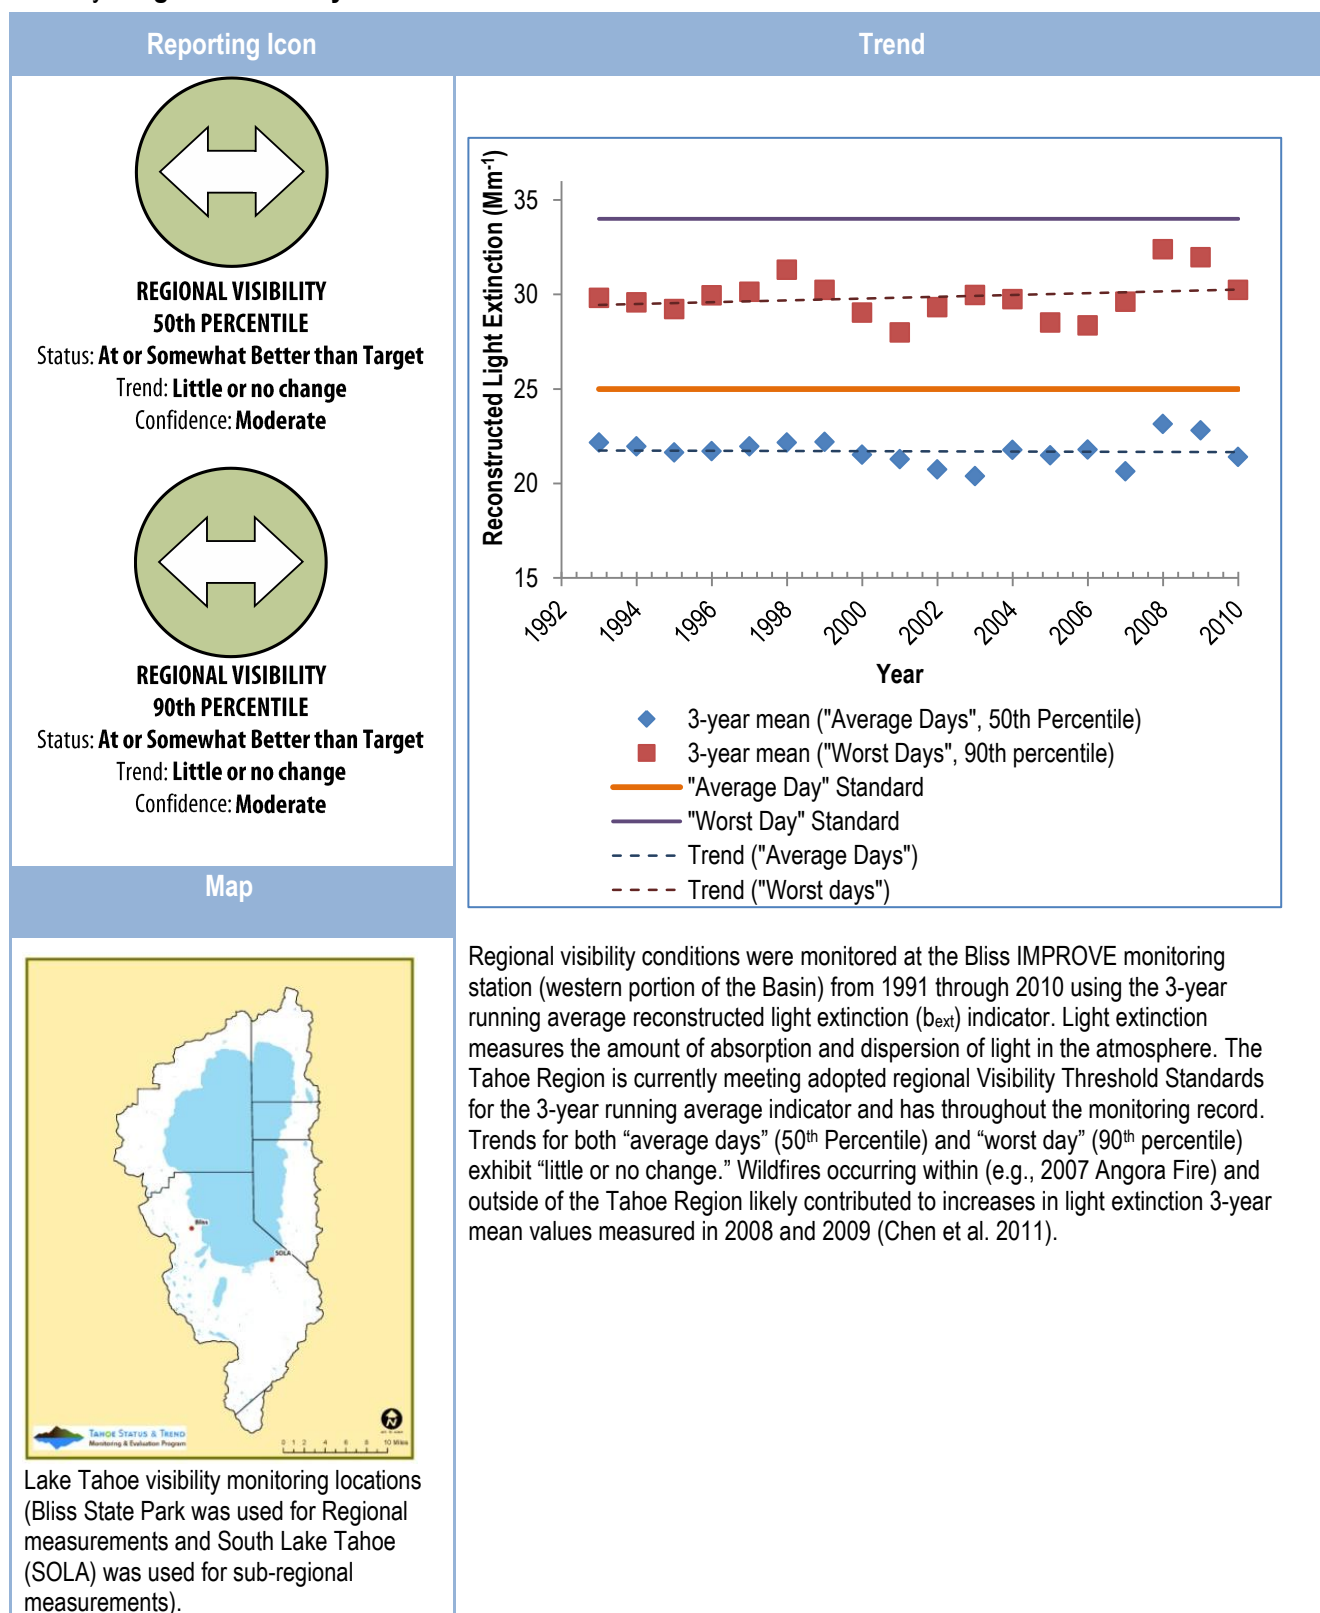 Reporting Icon
Trend
REGIONAL VISIBILITY
50th PERCENTILE
Status: At or Somewhat Better than Target
Trend: Little or no change
Confidence: Moderate
REGIONAL VISIBILITY
90th PERCENTILE
Status: At or Somewhat Better than Target
Trend: Little or no change
Confidence: Moderate
Reconstructed Light Extinction (Mm-1)
35
30
25
20
15
1992
1994
1996
1998
2000
2002
2004
2006
2008
2010
Year
3-year mean ("Average Days", 50th Percentile)
3-year mean ("Worst Days", 90th percentile)
"Average Day" Standard
"Worst Day" Standard
Trend ("Average Days")
Trend ("Worst days")
Map
Bliss
SOLA
N
TAHOE STATUS & TREND
Monitoring & Evaluation Program
0 1 2 4 6 8 10 Miles
Lake Tahoe visibility monitoring locations
(Bliss State Park was used for Regional
measurements and South Lake Tahoe
(SOLA) was used for sub-regional
measurements).
Regional visibility conditions were monitored at the Bliss IMPROVE monitoring
station (western portion of the Basin) from 1991 through 2010 using the 3-year
running average reconstructed light extinction (bext) indicator. Light extinction
measures the amount of absorption and dispersion of light in the atmosphere. The
Tahoe Region is currently meeting adopted regional Visibility Threshold Standards
for the 3-year running average indicator and has throughout the monitoring record.
Trends for both “average days” (50th Percentile) and “worst day” (90th percentile)
exhibit “little or no change.” Wildfires occurring within (e.g., 2007 Angora Fire) and
outside of the Tahoe Region likely contributed to increases in light extinction 3-year
mean values measured in 2008 and 2009 (Chen et al. 2011).